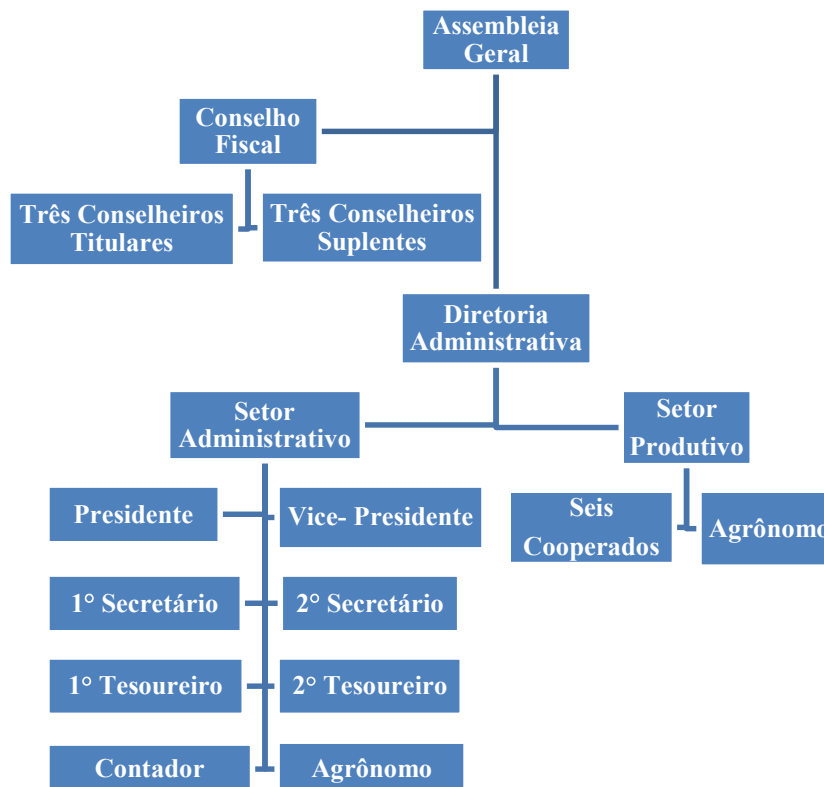 Assembleia
Geral
Conselho
Fiscal
Três Conselheiros
Titulares
Três Conselheiros
Suplentes
Diretoria
Administrativa
Setor
Administrativo
Setor
Produtivo
Presidente
Vice- Presidente
Seis
Cooperados
Agrônomo
1° Secretário
2° Secretário
1° Tesoureiro
2° Tesoureiro
Contador
Agrônomo